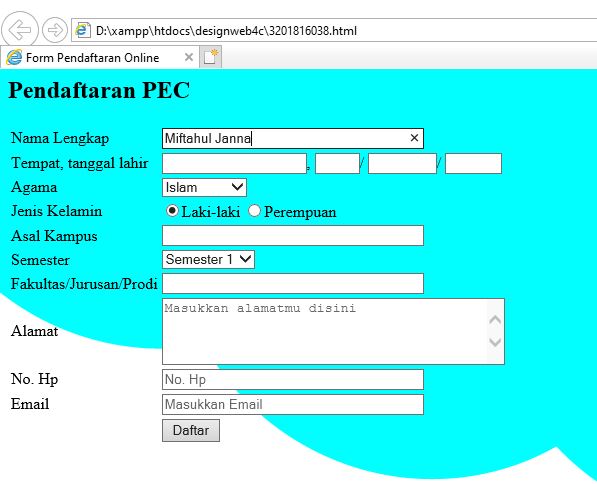 D:\xampp\htdocs\designweb4c\3201816038.html
Form Pendaftaran Online
Pendaftaran PEC
Nama Lengkap Miftahul Janna
Tempat, tanggal lahir , / /
Agama Islam
Jenis Kelamin Laki-laki Perempuan
Asal Kampus
Semester Semester 1
Fakultas/Jurusan/Prodi
Alamat Masukkan alamatmu disini
No. Hp No. Hp
Email Masukkan Email
Daftar